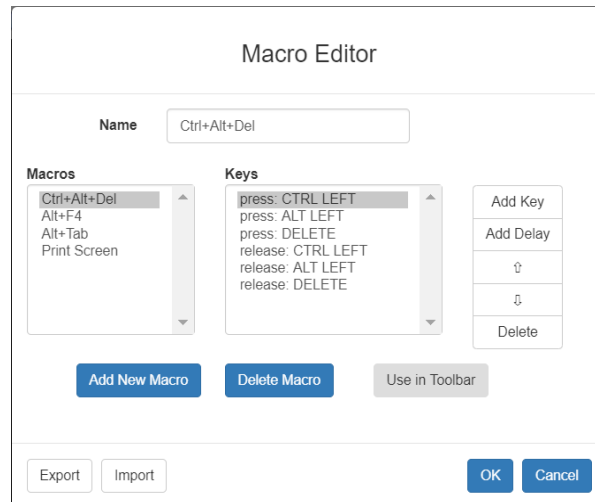 Macro Editor
Name
Ctrl+Alt+Del
Macros
Ctrl+Alt+Del
Alt+F4
Alt+Tab
Print Screen
Keys
press: CTRL LEFT
press: ALT LEFT
press: DELETE
release: CTRL LEFT
release: ALT LEFT
release: DELETE
Add Key
Add Delay
⇧
⇩
Delete
Add New Macro
Delete Macro
Use in Toolbar
Export
Import
OK
Cancel